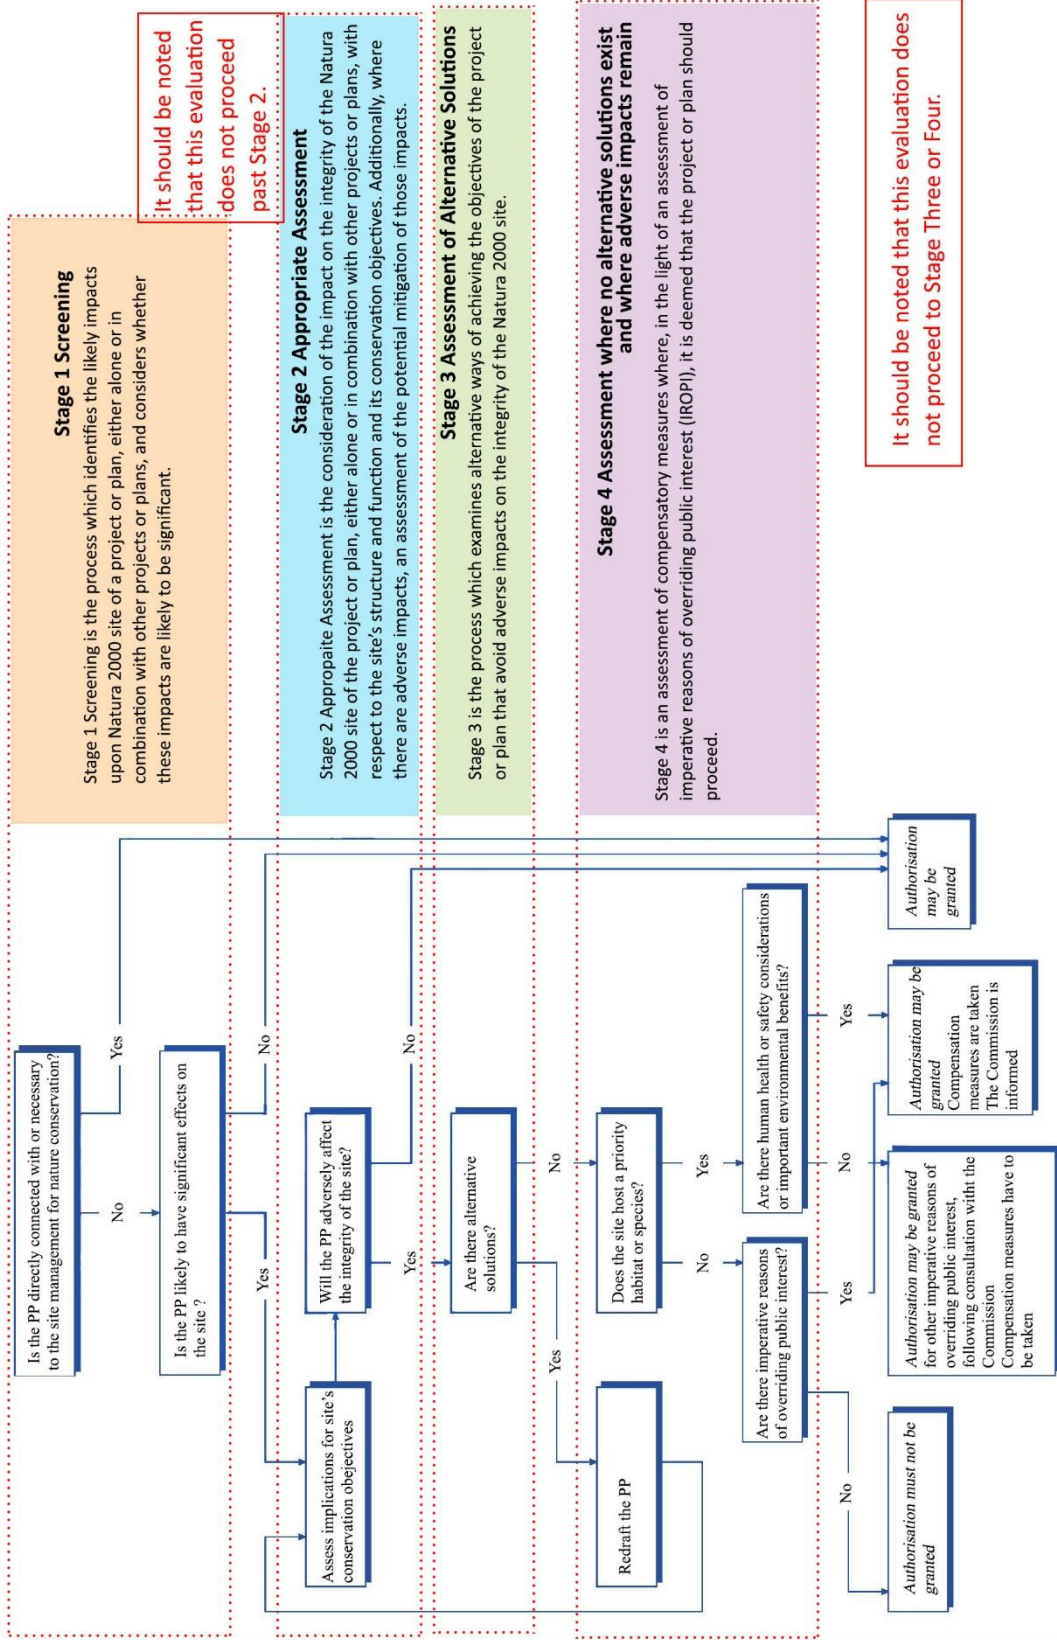 Is the PP directly connected with or necessary
to the site management for nature conservation?
No
Yes
Is the PP likely to have significant effects on
the site ?
Yes
No
Assess implications for site's
conservation obejectives
Will the PP adversely affect
the integrity of the site?
Yes
No
Are there alternative
solutions?
Yes
No
Redraft the PP
Does the site host a priority
habitat or species?
No
Yes
Are there imperative reasons
of overriding public interest?
Are there human health or safety considerations
or important environmental benefits?
No
Yes
No
Yes
Authorisation must not be
granted
Authorisation may be granted
for other imperative reasons of
overriding public interest,
following consultation witht the
Commission
Compensation measures have to
be taken
Authorisation may be
granted
Compensation
measures are taken
The Commission is
informed
Authorisation
may be
granted
Stage 1 Screening
Stage 1 Screening is the process which identifies the likely impacts
upon Natura 2000 site of a project or plan, either alone or in
combination with other projects or plans, and considers whether
these impacts are likely to be significant.
It should be noted
that this evaluation
does not proceed
past Stage 2.
Stage 2 Appropriate Assessment
Stage 2 Appropaite Assessment is the consideration of the impact on the integrity of the Natura
2000 site of the project or plan, either alone or in combination with other projects or plans, with
respect to the site's structure and function and its conservation objectives. Additionally, where
there are adverse impacts, an assessment of the potential mitigation of those impacts.
Stage 3 Assessment of Alternative Solutions
Stage 3 is the process which examines alternative ways of achieving the objectives of the project
or plan that avoid adverse impacts on the integrity of the Natura 2000 site.
Stage 4 Assessment where no alternative solutions exist
and where adverse impacts remain
Stage 4 is an assessment of compensatory measures where, in the light of an assessment of
imperative reasons of overriding public interest (IROPI), it is deemed that the project or plan should
proceed.
It should be noted that this evaluation does
not proceed to Stage Three or Four.